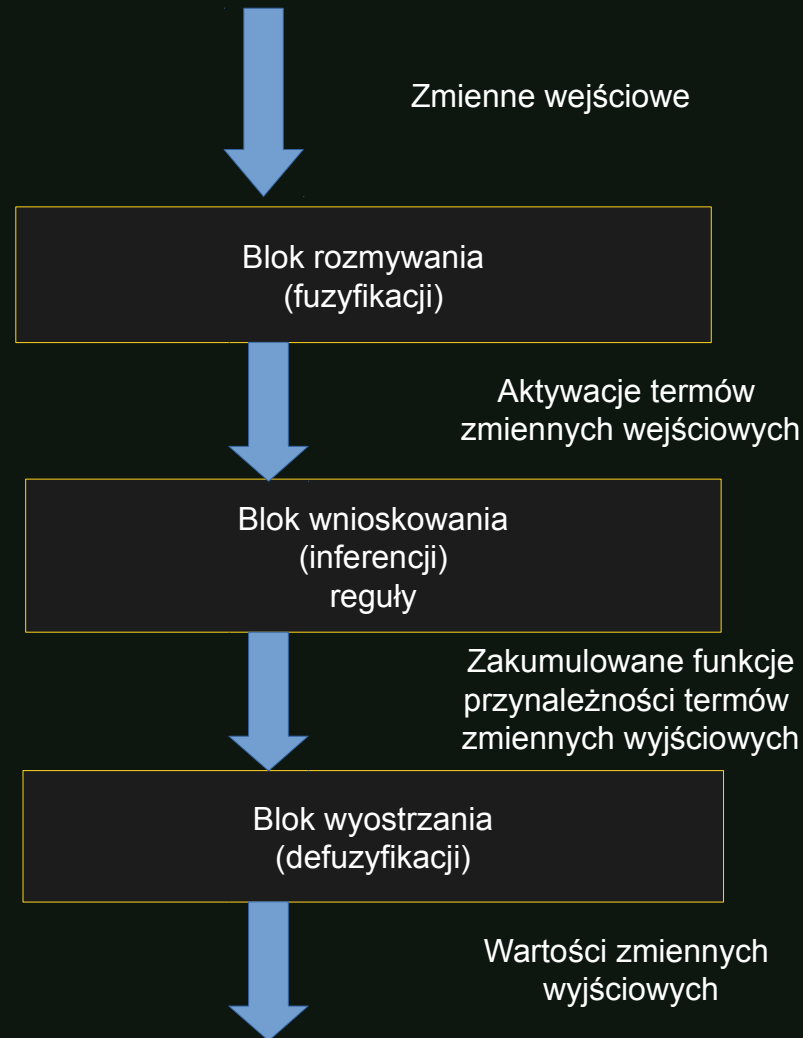 Zmienne wejściowe
Blok rozmywania
(fuzyfikacji)
Aktywacje termów
zmiennych wejściowych
Blok wnioskowania
(inferencji)
reguły
Zakumulowane funkcje
przynależności termów
zmiennych wyjściowych
Blok wyostrzania
(defuzyfikacji)
Wartości zmiennych
wyjściowych